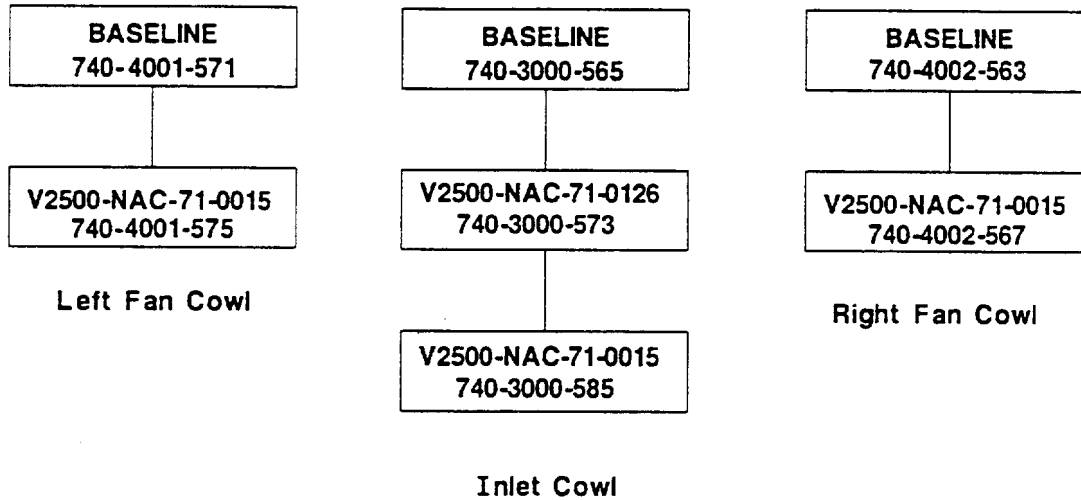 BASELINE
740-4001-571
V2500-NAC-71-0015
740-4001-575
Left Fan Cowl
BASELINE
740-3000-565
V2500-NAC-71-0126
740-3000-573
V2500-NAC-71-0015
740-3000-585
Inlet Cowl
BASELINE
740-4002-563
V2500-NAC-71-0015
740-4002-567
Right Fan Cowl